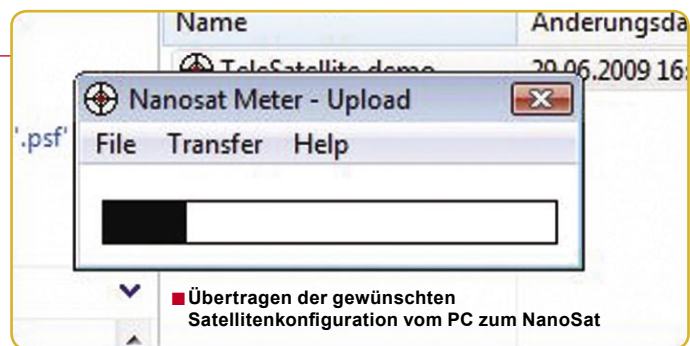 Name Änderungsda
TeleSatellite demo 29.06.2009 16:
Nanosat Meter - Upload
'.psf'
File Transfer Help
Übertragen der gewünschten
Satellitenkonfiguration vom PC zum NanoSat